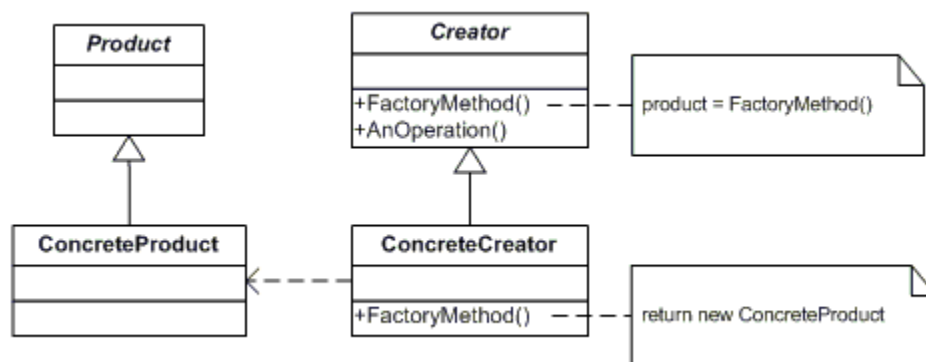 Product
Creator
+FactoryMethod()
+AnOperation()
product = FactoryMethod()
ConcreteProduct
ConcreteCreator
+FactoryMethod()
return new ConcreteProduct